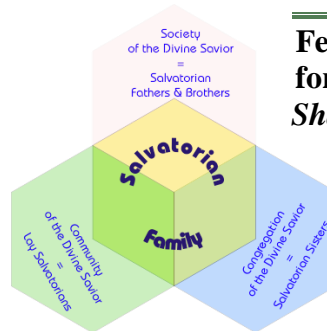 Society
of the Divine Savior
=
Salvatorian
Fathers & Brothers
Salvatorian
Family
Community
of the Divine Savior
=
Lay Salvatorians
Congregation
of the Divine Savior
=
Salvatorian Sisters
Fe
for
Sh